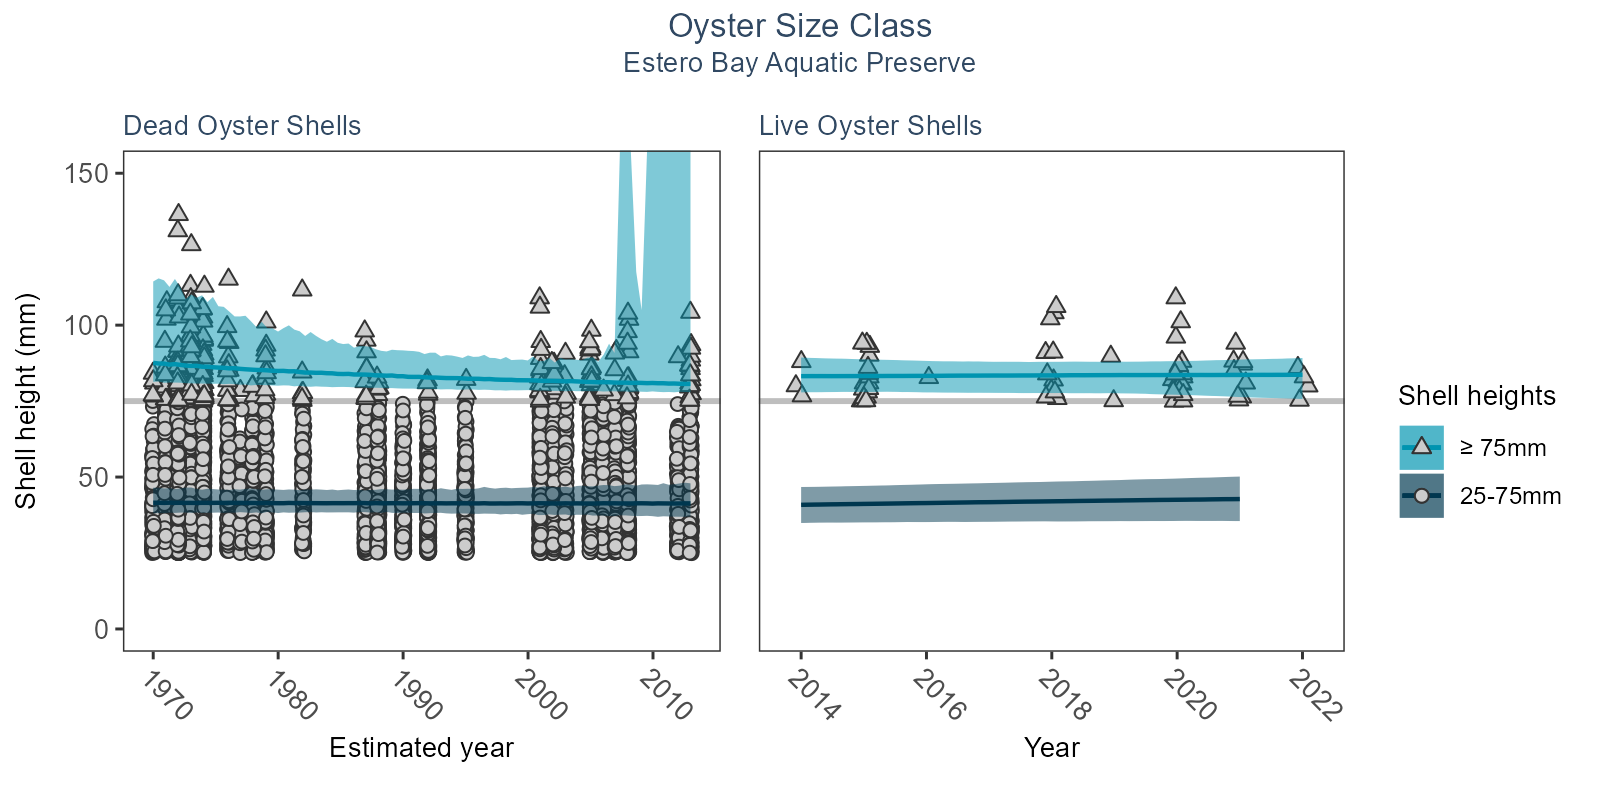 Oyster Size Class
Estero Bay Aquatic Preserve
Dead Oyster Shells
Live Oyster Shells
Shell height (mm)
150
100
50
0
1970
1980
1990
2000
2010
Estimated year
2014
2016
2018
2020
2022
Year
Shell heights
≥ 75mm
25-75mm